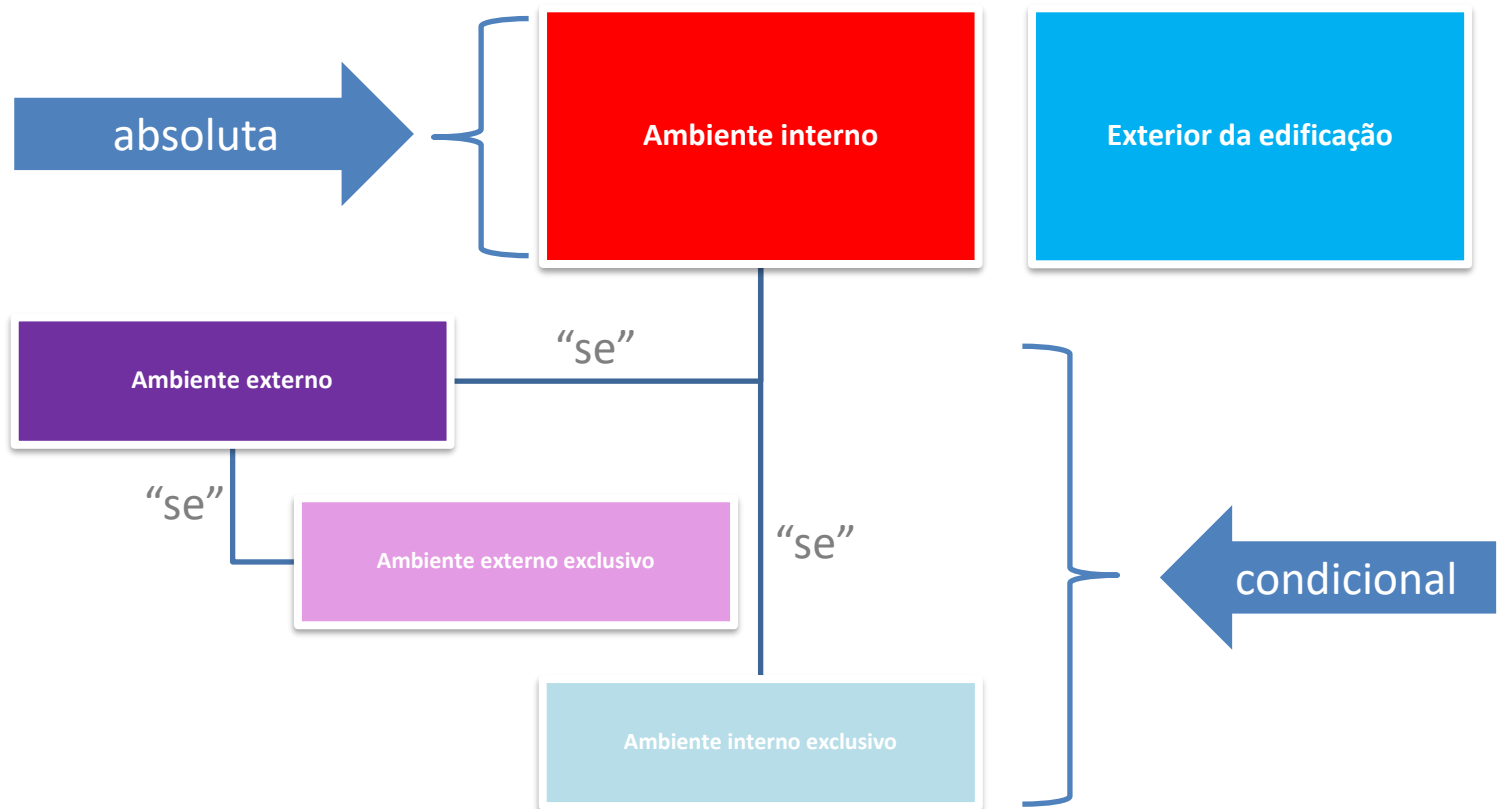 absoluta
Ambiente interno
Exterior da edificação
“se”
Ambiente externo
“se”
Ambiente externo exclusivo
“se”
condicional
Ambiente interno exclusivo